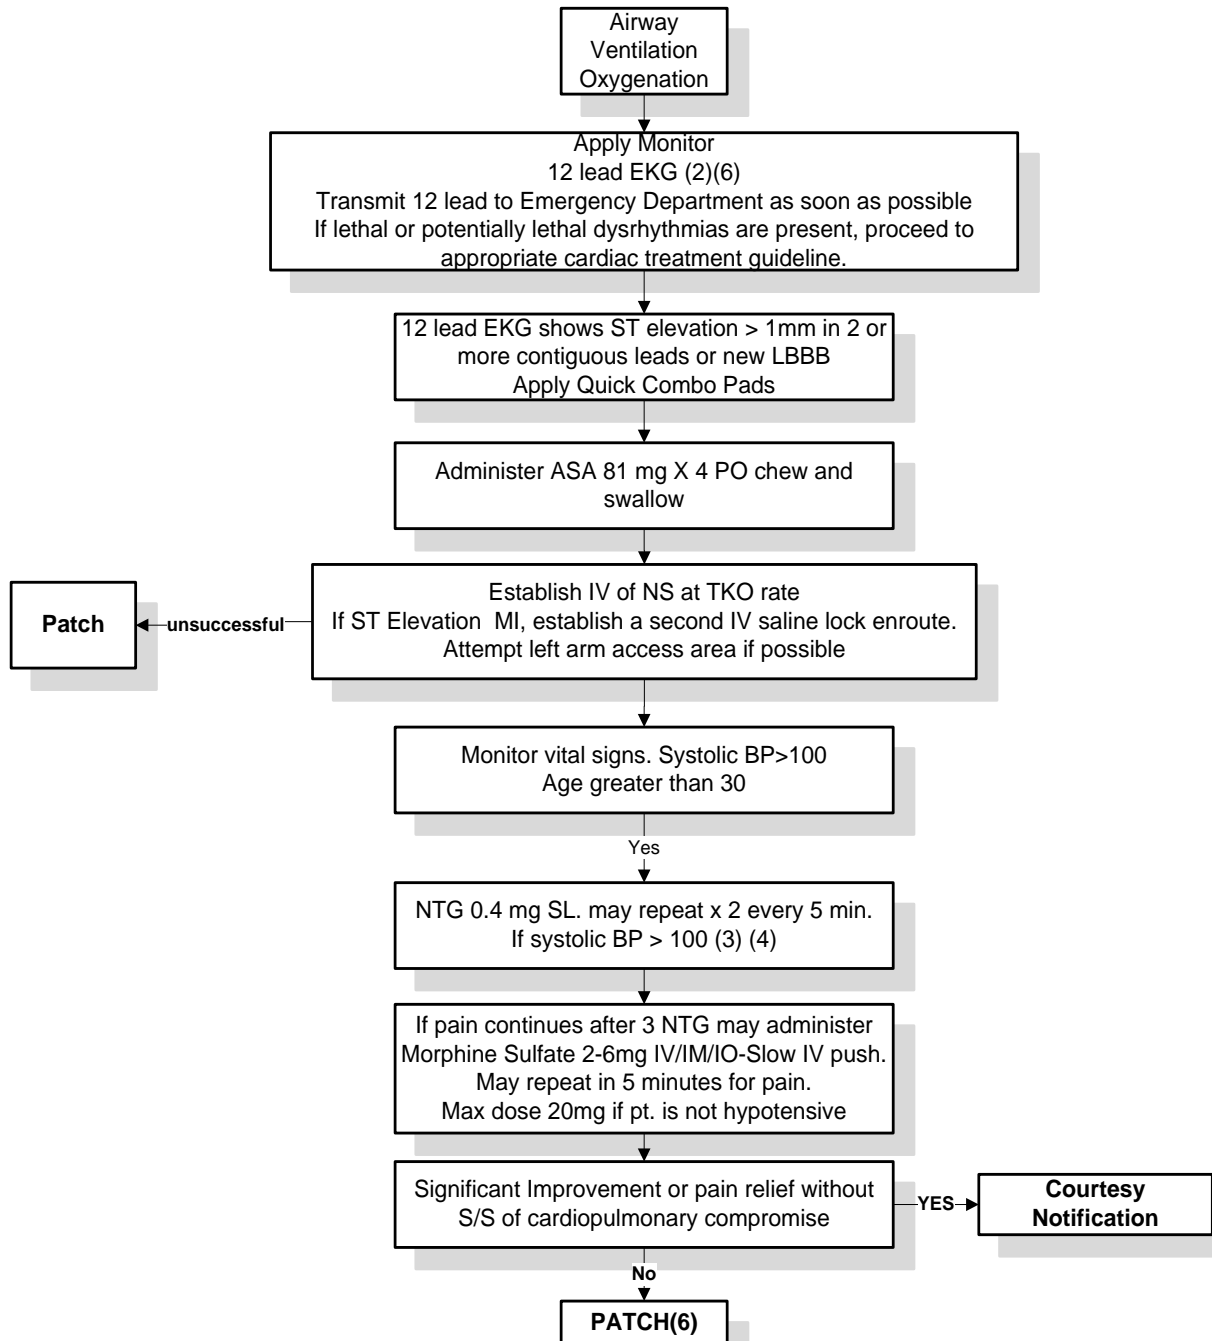 Airway
Ventilation
Oxygenation
Apply Monitor
12 lead EKG (2)(6)
Transmit 12 lead to Emergency Department as soon as possible
If lethal or potentially lethal dysrhythmias are present, proceed to
appropriate cardiac treatment guideline.
12 lead EKG shows ST elevation > 1mm in 2 or
more contiguous leads or new LBBB
Apply Quick Combo Pads
Administer ASA 81 mg X 4 PO chew and
swallow
Establish IV of NS at TKO rate
If ST Elevation MI, establish a second IV saline lock enroute.
Attempt left arm access area if possible
unsuccessful
Patch
Monitor vital signs. Systolic BP>100
Age greater than 30
Yes
NTG 0.4 mg SL. may repeat x 2 every 5 min.
If systolic BP > 100 (3) (4)
If pain continues after 3 NTG may administer
Morphine Sulfate 2-6mg IV/IM/IO-Slow IV push.
May repeat in 5 minutes for pain.
Max dose 20mg if pt. is not hypotensive
Significant Improvement or pain relief without
S/S of cardiopulmonary compromise
YES
Courtesy
Notification
No
PATCH(6)